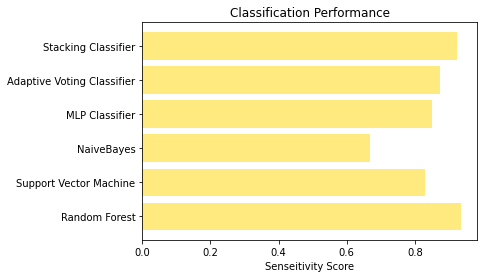 Classification Performance
Stacking Classifier
Adaptive Voting Classifier
MLP Classifier
NaiveBayes
Support Vector Machine
Random Forest
0.0 0.2 0.4 0.6 0.8
Senseitivity Score